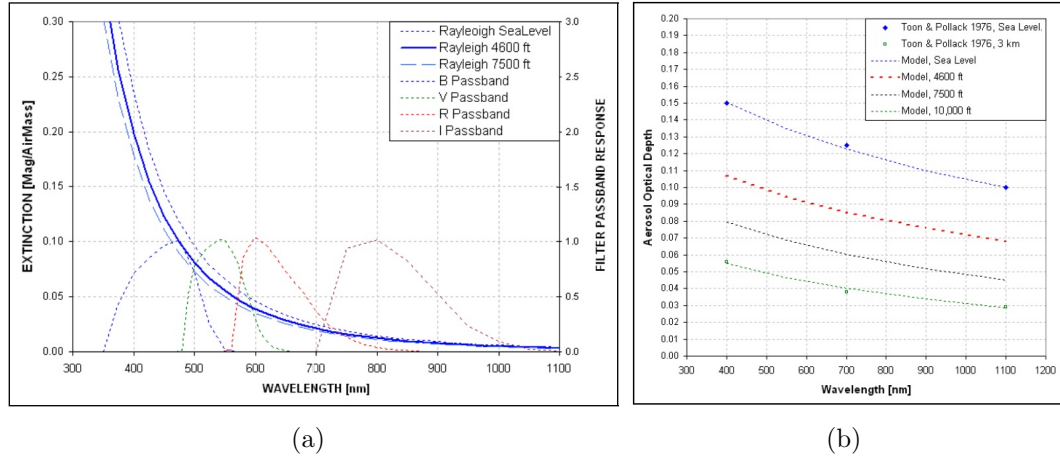 0.30
0.25
0.20
0.15
0.10
0.05
0.00
EXTINCTION [Mag/AirMass]
300 400 500 600 700 800 900 1000 1100
WAVELENGTH [nm]
3.0
2.5
2.0
1.5
1.0
0.5
0.0
FILTER PASSBAND RESPONSE
Rayleoigh SeaLevel
Rayleigh 4600 ft
Rayleigh 7500 ft
B Passband
V Passband
R Passband
I Passband
(a)
0.20
0.19
0.18
0.17
0.16
0.15
0.14
0.13
0.12
0.11
0.10
0.09
0.08
0.07
0.06
0.05
0.04
0.03
0.02
0.01
0.00
Aerosol Optical Depth
300 400 500 600 700 800 900 1000 1100 1200
Wavelength [nm]
Toon & Pollack 1976, Sea Level.
Toon & Pollack 1976, 3 km
Model, Sea Level
Model, 4600 ft
Model, 7500 ft
Model, 10,000 ft
(b)